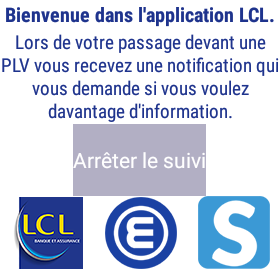 Bienvenue dans l'application LCL.
Lors de votre passage devant une
PLV vous recevez une notification qui
vous demande si vous voulez
davantage d'information.
Arrêter le suivi
LCL
BANQUE ET ASSURANCE
E
S